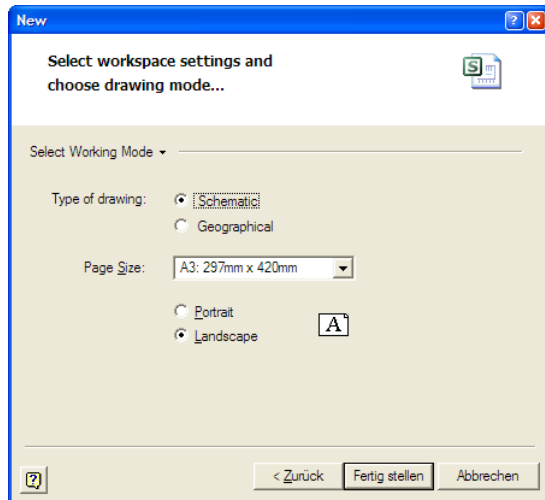 New
Select workspace settings and
choose drawing mode...
S
Select Working Mode
Type of drawing: Schematic
Geographical
Page Size: A3: 297mm x 420mm
Portrait
Landscape
A
? < Zurück Fertig stellen Abbrechen